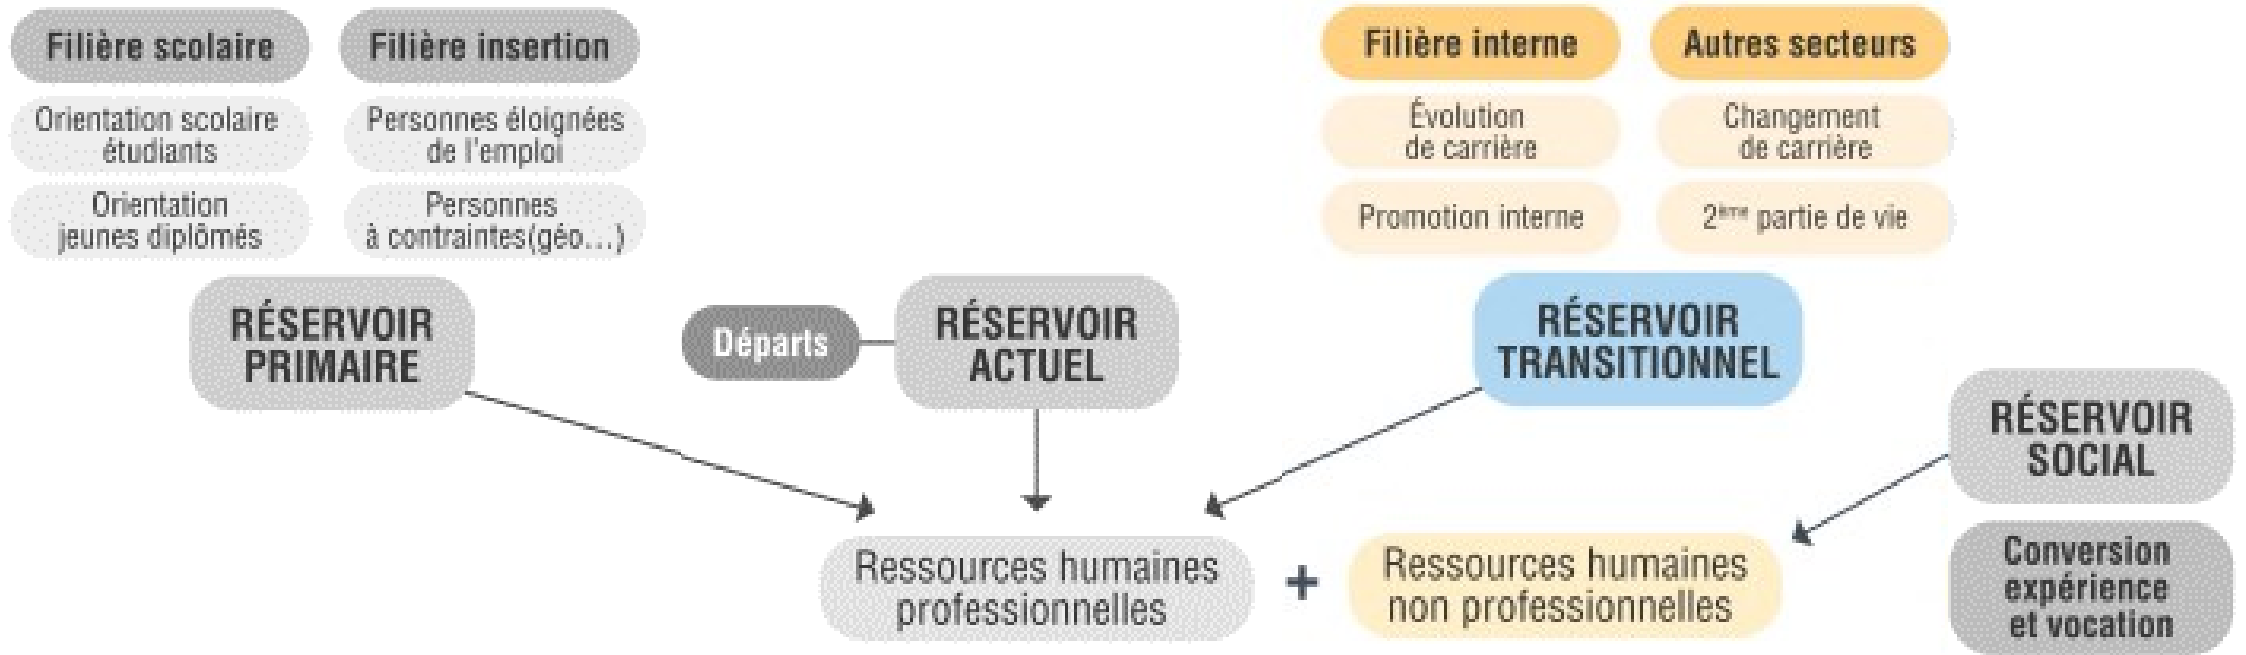 Filière scolaire
Filière insertion
Filière interne
Autres secteurs
Orientation scolaire
étudiants
Personnes éloignées
de l'emploi
Évolution
de carrière
Changement
de carrière
Orientation
jeunes diplômés
Personnes
à contraintes(géo...)
Promotion interne
2ème partie de vie
RÉSERVOIR
PRIMAIRE
Départs
RÉSERVOIR
ACTUEL
RÉSERVOIR
TRANSITIONNEL
RÉSERVOIR
SOCIAL
Ressources humaines
professionnelles
+
Ressources humaines
non professionnelles
Conversion
expérience
et vocation